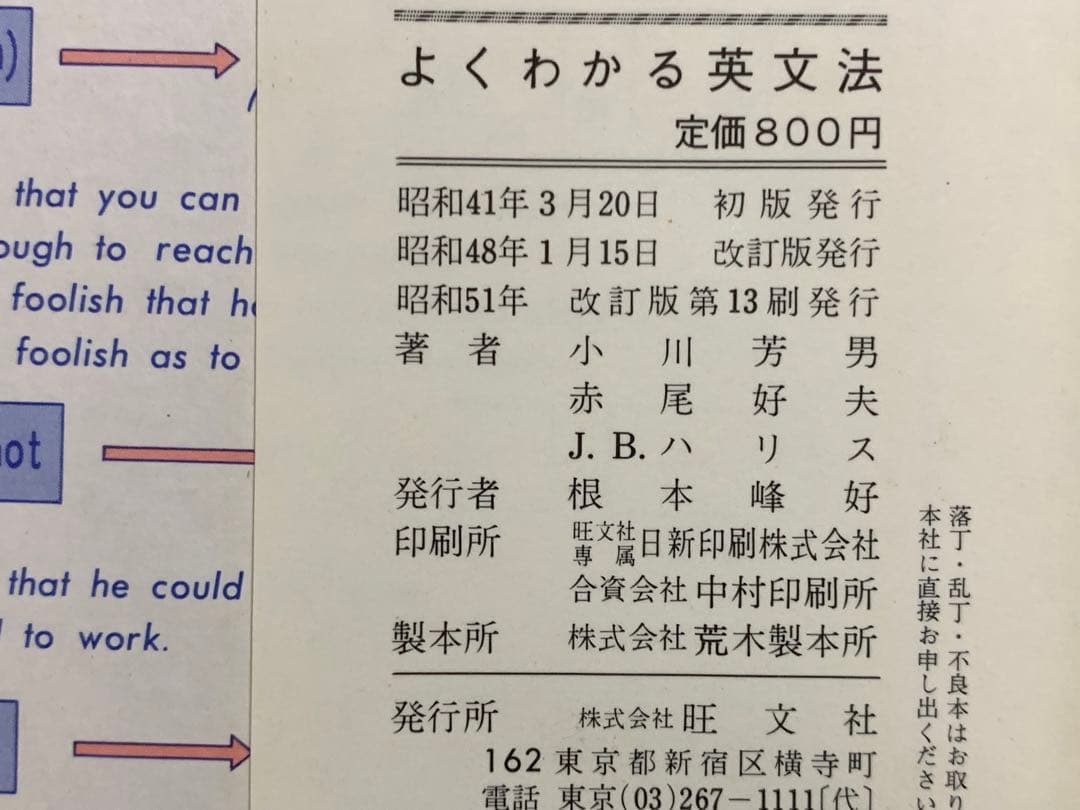 that you can
to reach
foolish that
foolish as to
that he could
to work.
よくわかる英文法
定価800円
昭和41年3月20日 初版発行
昭和48年1月15日 改訂版発行
昭和51年 改訂版第13刷発行
著者 小川芳男
赤尾好夫
J. B. ハリス
発行者 根本峰好
印刷所 旺文社専属 日新印刷株式会社
合資会社 中村印刷所
製本所 株式会社 荒木製本所
発行所 株式会社 旺文社
162 東京都新宿区横寺町
電話 東京(03)267-1111[代]
落丁・乱丁・不良本はお取り
本社に直接お申し出ください